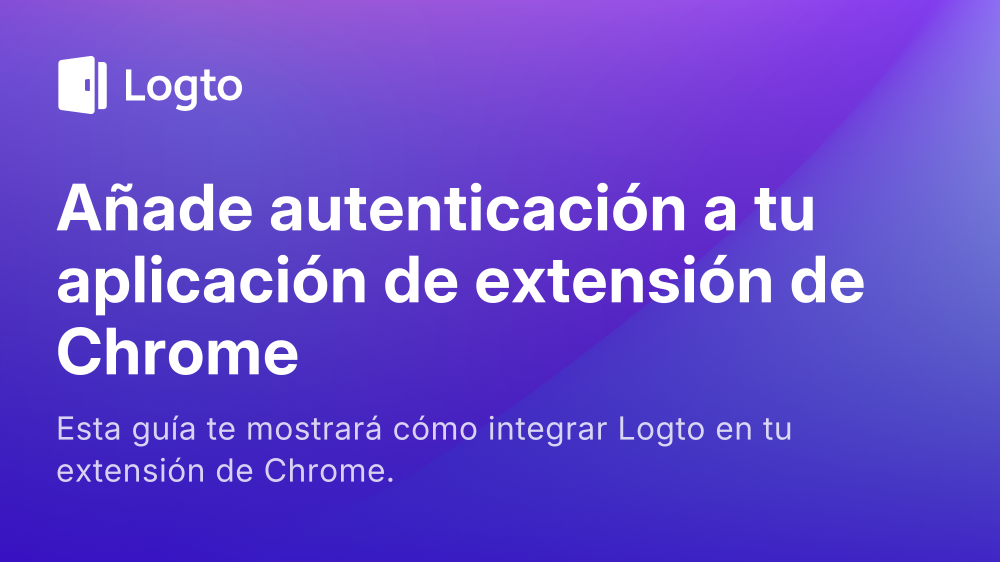 Logto
Añade autenticación a tu
aplicación de extensión de
Chrome
Esta guía te mostrará cómo integrar Logto en tu
extensión de Chrome.